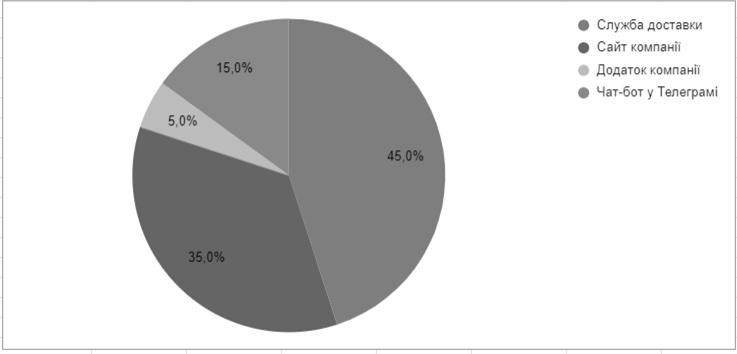 Служба доставки
Сайт компанії
Додаток компанії
Чат-бот у Телеграмі
15,0%
5,0%
45,0%
35,0%